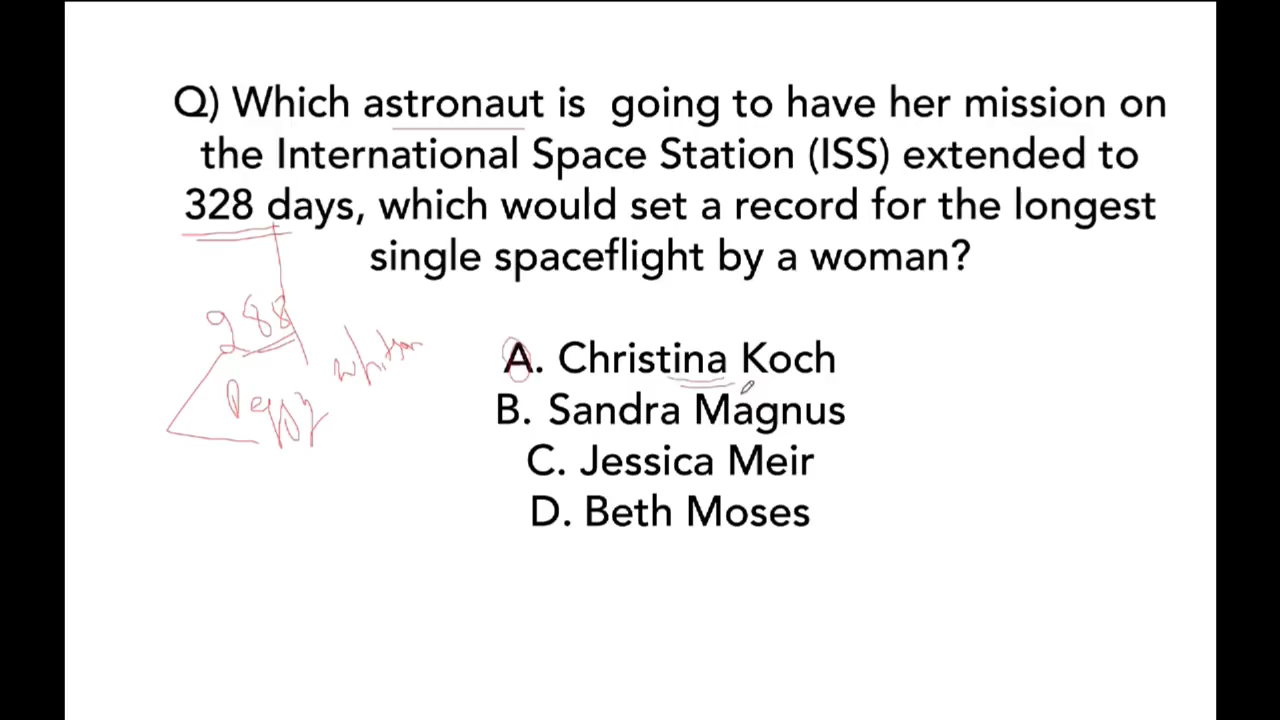 Q) Which astronaut is going to have her mission on
the International Space Station (ISS) extended to
328 days, which would set a record for the longest
single spaceflight by a woman?
288
Peggy whitson
A. Christina Koch
B. Sandra Magnus
C. Jessica Meir
D. Beth Moses